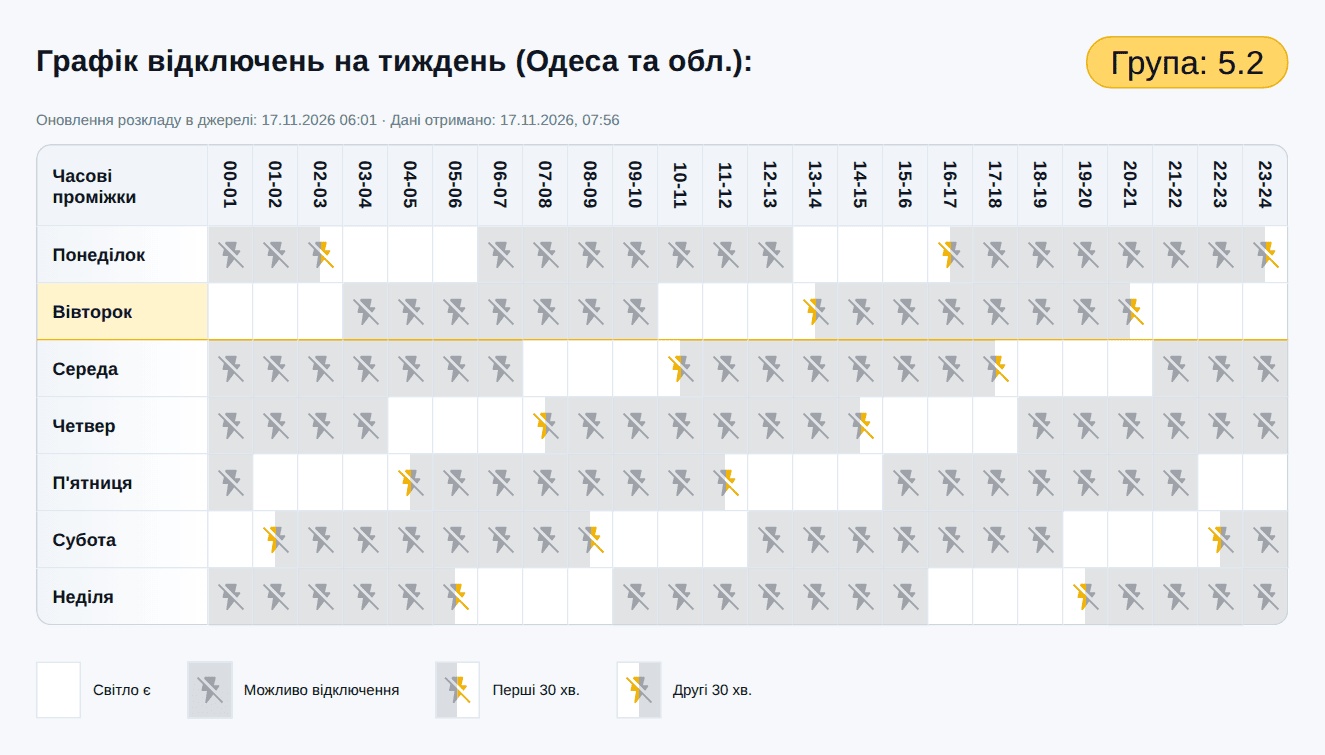 Графік відключень на тиждень (Одеса та обл.):
Група: 5.2
Оновлення розкладу в джерелі: 17.11.2026 06:01 · Дані отримано: 17.11.2026, 07:56
Часові
проміжки
00-01 01-02 02-03 03-04 04-05 05-06 06-07 07-08 08-09 09-10 10-11 11-12 12-13 13-14 14-15 15-16 16-17 17-18 18-19 19-20 20-21 21-22 22-23 23-24
Понеділок
Вівторок
Середа
Четвер
П'ятниця
Субота
Неділя
Світло є
Можливо відключення
Перші 30 хв.
Другі 30 хв.